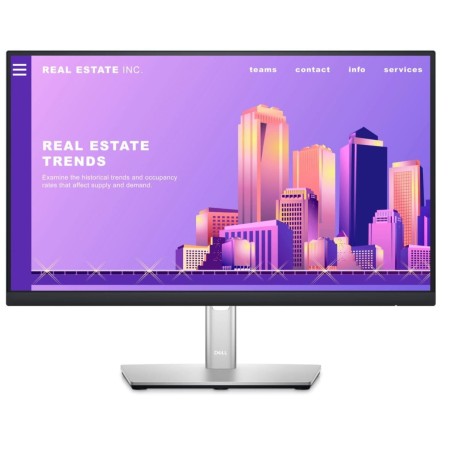 REAL ESTATE INC.
teams contact info services
REAL ESTATE
TRENDS
Examine the historical trends and occupancy
rates that affect supply and demand.
DELL